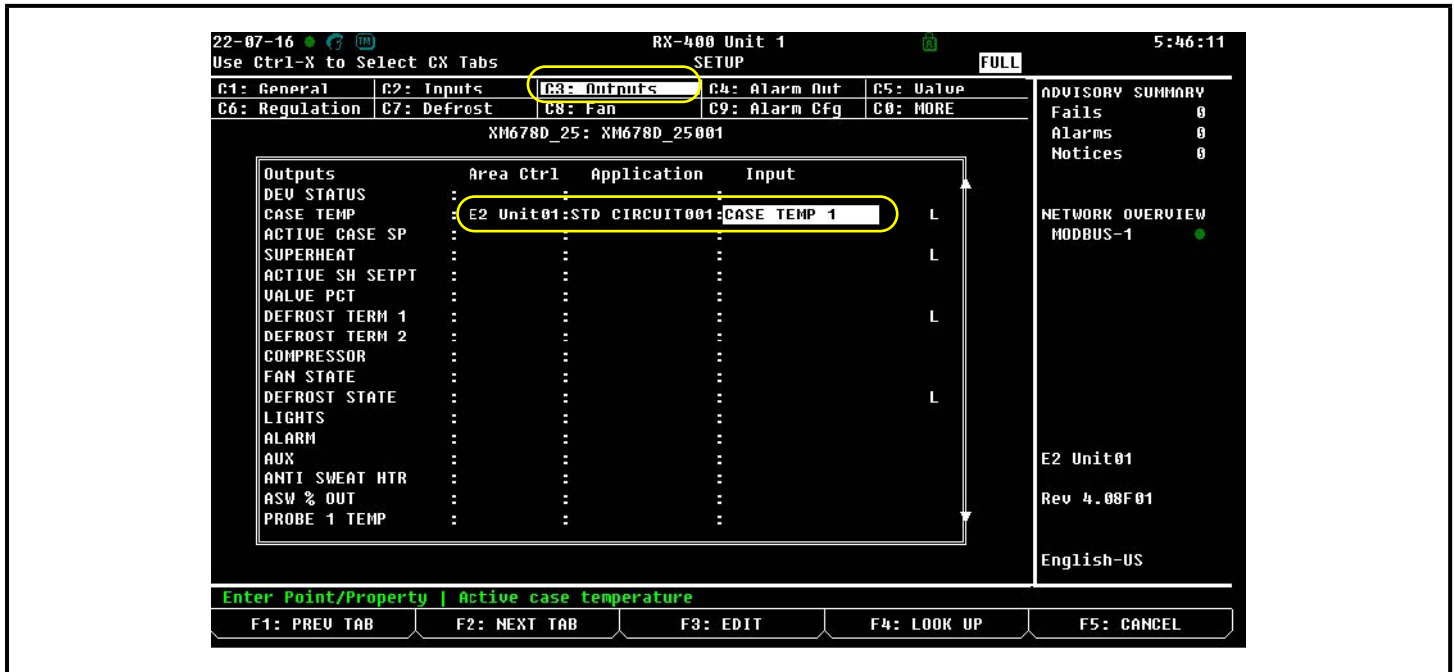 22-07-16 TM RX-400 Unit 1 A 5:46:11
Use Ctrl-X to Select CX Tabs SETUP FULL
C1: General C2: Inputs C3: Outputs C4: Alarm Out C5: Valve
C6: Regulation C7: Defrost C8: Fan C9: Alarm Cfg C0: MORE
XM678D_25: XM678D_25001
Outputs Area Ctrl Application Input
DEV STATUS : : :
CASE TEMP : E2 Unit01:STD CIRCUIT001:CASE TEMP 1 L
ACTIVE CASE SP : : :
SUPERHEAT : : : L
ACTIVE SH SETPT : : :
VALVE PCT : : :
DEFROST TERM 1 : : : L
DEFROST TERM 2 : : :
COMPRESSOR : : :
FAN STATE : : :
DEFROST STATE : : : L
LIGHTS : : :
ALARM : : :
AUX : : :
ANTI SWEAT HTR : : :
ASW % OUT : : :
PROBE 1 TEMP : : :
ADVISORY SUMMARY
Fails 0
Alarms 0
Notices 0
NETWORK OVERVIEW
MODBUS-1
E2 Unit01
Rev 4.08F01
English-US
Enter Point/Property | Active case temperature
F1: PREV TAB F2: NEXT TAB F3: EDIT F4: LOOK UP F5: CANCEL